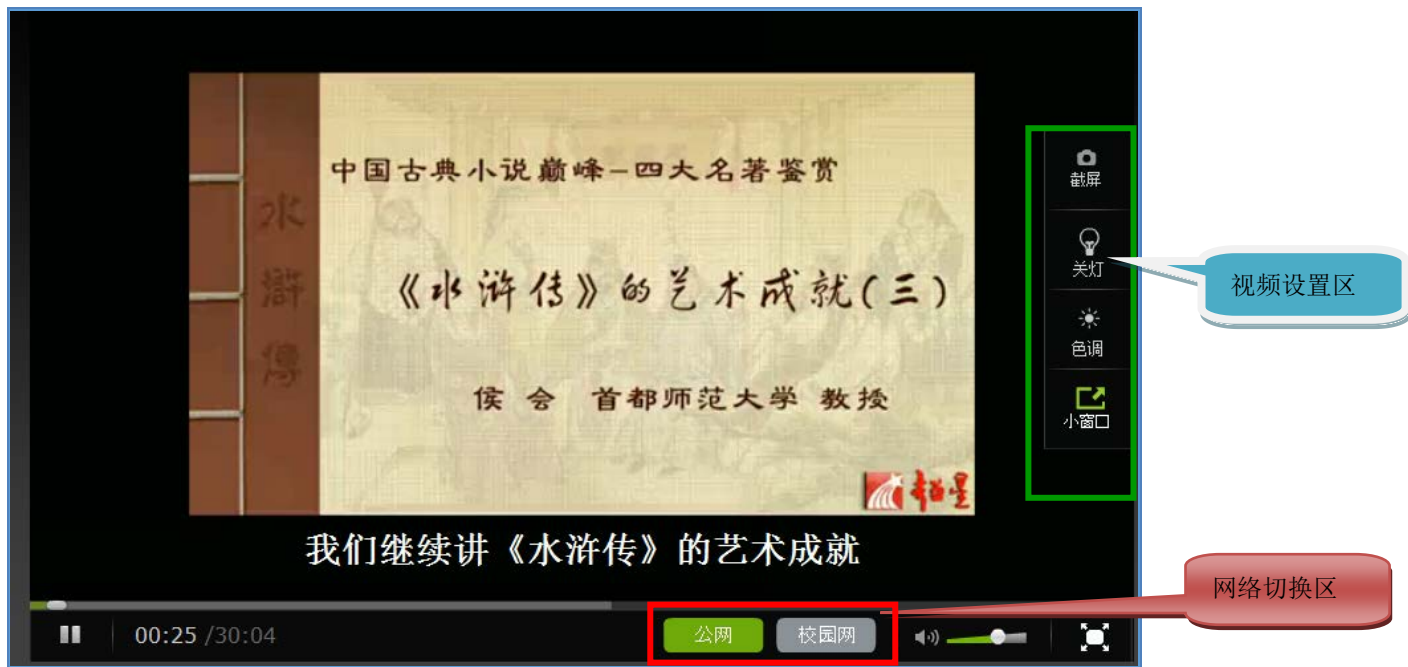 水
滸
傳
中国古典小说巅峰—四大名著鉴赏
《水浒传》的艺术成就(三)
侯 会 首都师范大学 教授
超星
我们继续讲《水浒传》的艺术成就
截屏
关灯
色调
小窗口
视频设置区
网络切换区
00:25 /30:04
公网
校园网